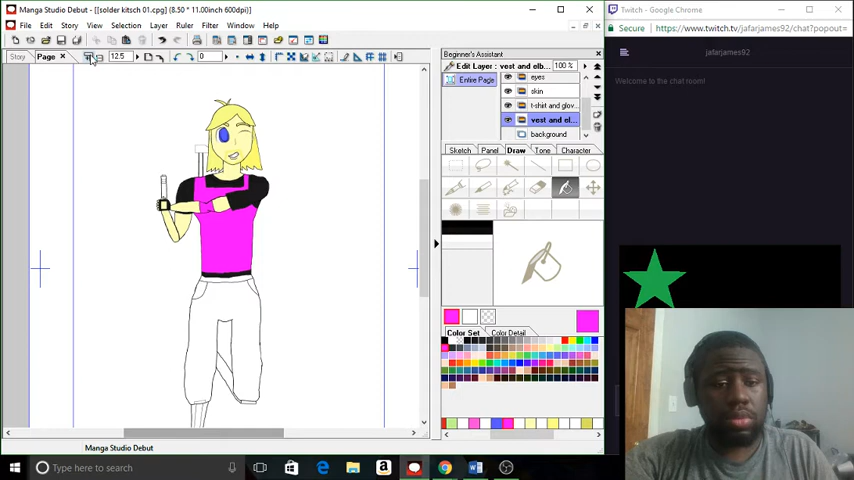 Manga Studio Debut - [[solder kitsch 01.cpg] (8.50 * 11.00inch 600dpi)]
Twitch - Google Chrome
File Edit Story View Selection Layer Ruler Filter Window Help
Secure https://www.twitch.tv/jafarjames92/chat?popout=
Story Page 12.5 0
Beginner's Assistant
jafarjames92
Edit Layer : vest and elb... 100 %
Entire Page
eyes
Welcome to the chat room!
skin
t-shirt and glov
vest and el...
background
Sketch Panel Draw Tone Character
Color Set Color Detail
Manga Studio Debut
Type here to search